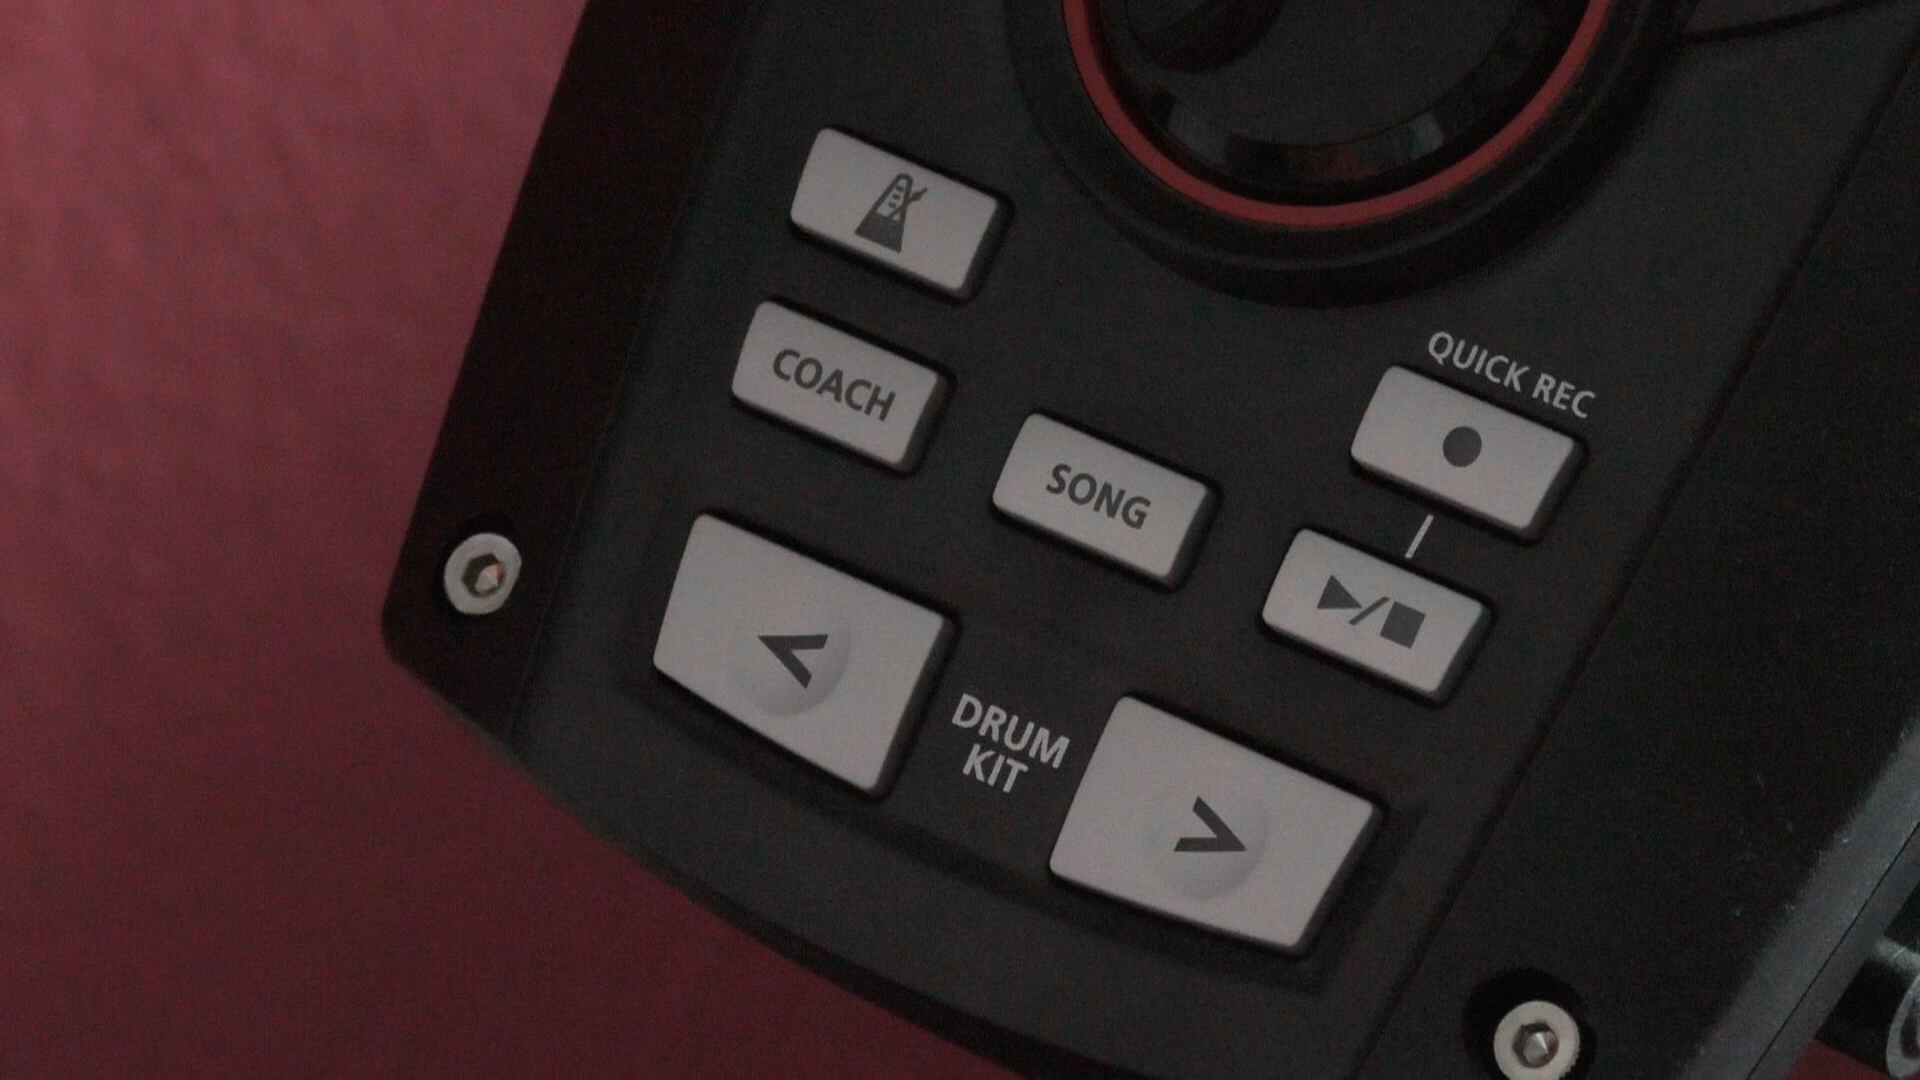 COACH
QUICK REC
SONG
<
DRUM
KIT
>